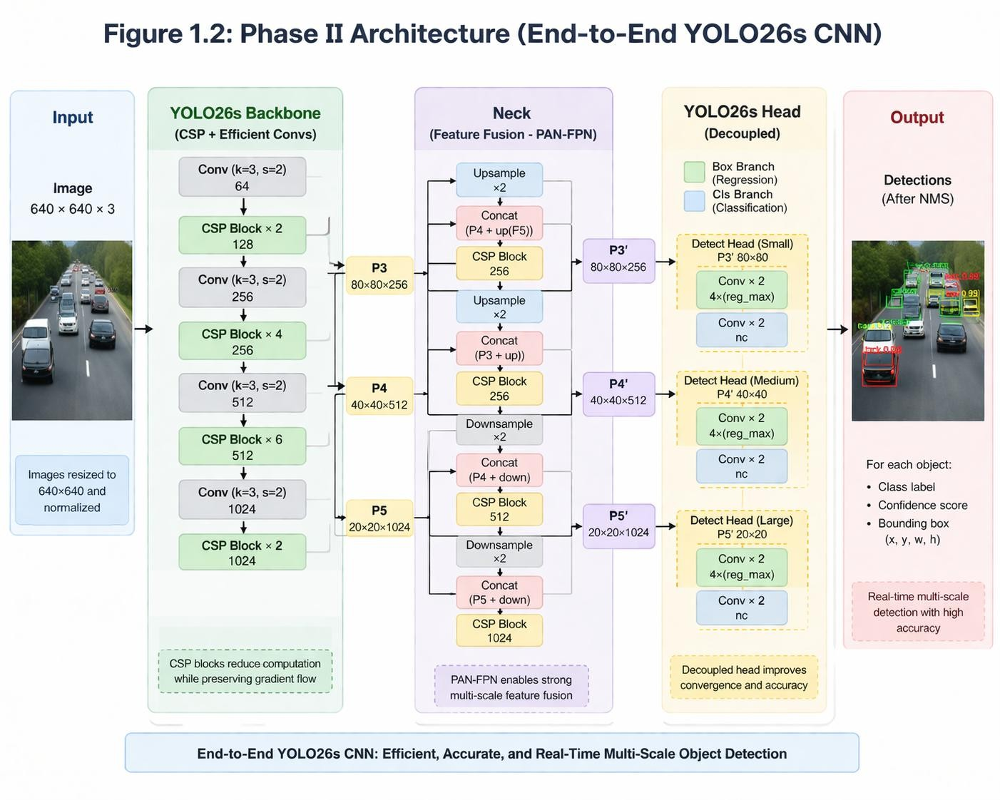 Figure 1.2: Phase II Architecture (End-to-End YOLO26s CNN)
Input
Image
640 × 640 × 3
Images resized to
640×640 and
normalized
YOLO26s Backbone
(CSP + Efficient Convs)
Conv (k=3, s=2)
64
CSP Block × 2
128
Conv (k=3, s=2)
256
CSP Block × 4
256
Conv (k=3, s=2)
512
CSP Block × 6
512
Conv (k=3, s=2)
1024
CSP Block × 2
1024
CSP blocks reduce computation
while preserving gradient flow
P3
80×80×256
P4
40×40×512
P5
20×20×1024
Neck
(Feature Fusion - PAN-FPN)
Upsample
×2
Concat
(P4 + up(F5))
CSP Block
256
Upsample
×2
Concat
(P3 + up))
CSP Block
256
Downsample
×2
Concat
(P4 + down)
CSP Block
512
Downsample
×2
Concat
(P5 + down)
CSP Block
1024
PAN-FPN enables strong
multi-scale feature fusion
P3′
80×80×256
P4′
40×40×512
P5′
20×20×1024
YOLO26s Head
(Decoupled)
Box Branch
(Regression)
Cls Branch
(Classification)
Detect Head (Small)
P3′ 80×80
Conv × 2
4×(reg_max)
Conv × 2
nc
Detect Head (Medium)
P4′ 40×40
Conv × 2
4×(reg_max)
Conv × 2
nc
Detect Head (Large)
P5′ 20×20
Conv × 2
4×(reg_max)
Conv × 2
nc
Decoupled head improves
convergence and accuracy
Output
Detections
(After NMS)
For each object:
• Class label
• Confidence score
• Bounding box
(x, y, w, h)
Real-time multi-scale
detection with high
accuracy
End-to-End YOLO26s CNN: Efficient, Accurate, and Real-Time Multi-Scale Object Detection